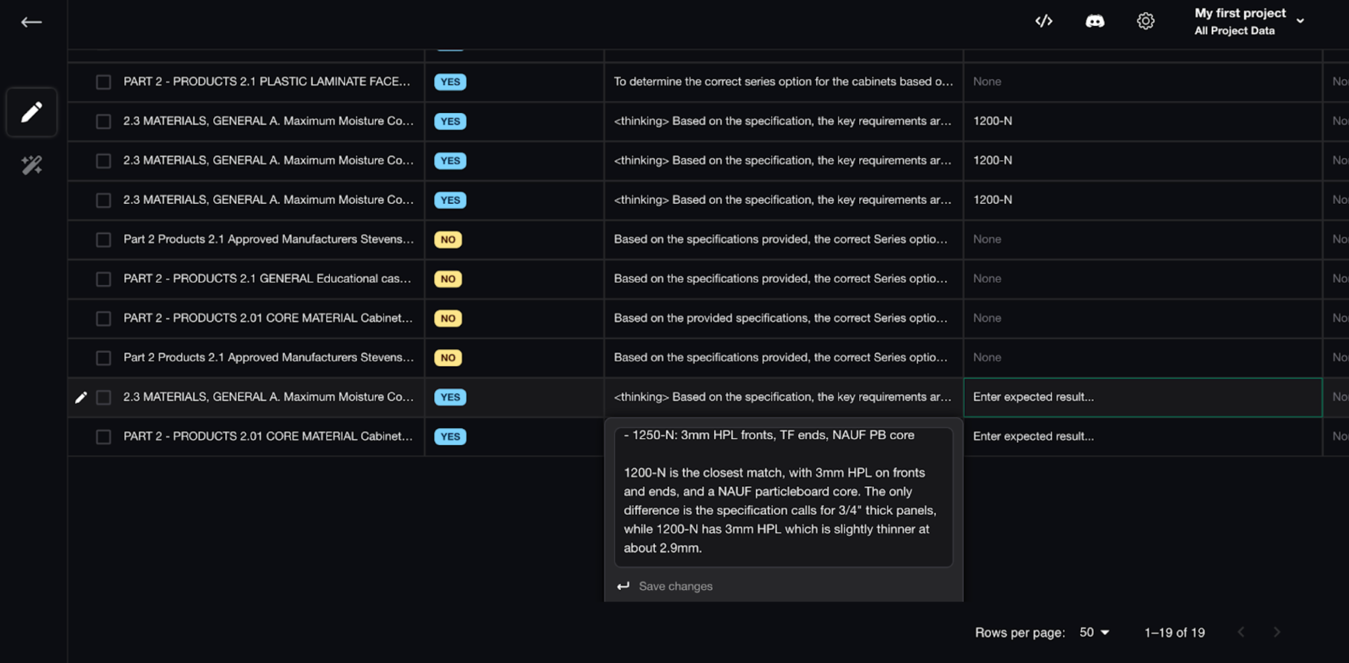 My first project
All Project Data
PART 2 - PRODUCTS 2.1 PLASTIC LAMINATE FACE... YES To determine the correct series option for the cabinets based o... None No
2.3 MATERIALS, GENERAL A. Maximum Moisture Co... YES <thinking> Based on the specification, the key requirements ar... 1200-N No
2.3 MATERIALS, GENERAL A. Maximum Moisture Co... YES <thinking> Based on the specification, the key requirements ar... 1200-N No
2.3 MATERIALS, GENERAL A. Maximum Moisture Co... YES <thinking> Based on the specification, the key requirements ar... 1200-N No
Part 2 Products 2.1 Approved Manufacturers Stevens... NO Based on the specifications provided, the correct Series optio... None No
PART 2 - PRODUCTS 2.1 GENERAL Educational cas... NO Based on the specifications provided, the correct Series optio... None No
PART 2 - PRODUCTS 2.01 CORE MATERIAL Cabinet... NO Based on the provided specifications, the correct Series optio... None No
Part 2 Products 2.1 Approved Manufacturers Stevens... NO Based on the specifications provided, the correct Series optio... None No
2.3 MATERIALS, GENERAL A. Maximum Moisture Co... YES <thinking> Based on the specification, the key requirements ar... Enter expected result... No
PART 2 - PRODUCTS 2.01 CORE MATERIAL Cabinet... YES Enter expected result... No
- 1250-N: 3mm HPL fronts, TF ends, NAUF PB core
1200-N is the closest match, with 3mm HPL on fronts
and ends, and a NAUF particleboard core. The only
difference is the specification calls for 3/4" thick panels,
while 1200-N has 3mm HPL which is slightly thinner at
about 2.9mm.
Save changes
Rows per page: 50 1–19 of 19